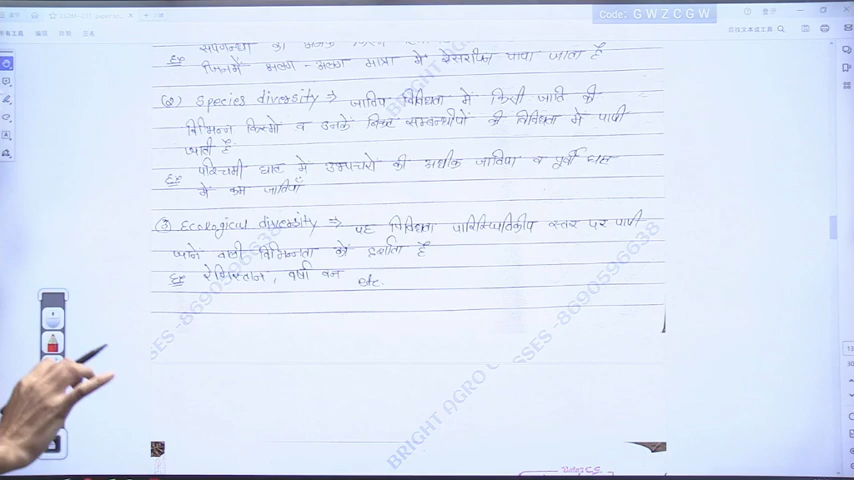 Code: G W Z C G W
Ex जिनमें अलग-अलग मात्रा में रेसरपिन पाया जाता है
(2) Species diversity ⇒ जातिय विविधता में किसी जाति की
विभिन्न किस्मों व उनके निकट सम्बन्धीयों की विविधता में पायी
जाती है
Ex पश्चिमी घाट में उभयचरो की अधीक जातिया व पूर्वी घाट
में कम जातियाँ
(3) Ecological diversity ⇒ यह विविधता पारिस्थितिकीय स्तर पर पायी
जाने वाली विभिन्नता को दर्शाता है
Ex रेगिस्तान, वर्षा वन etc.
BRIGHT AGRO CLASSES -8690596638